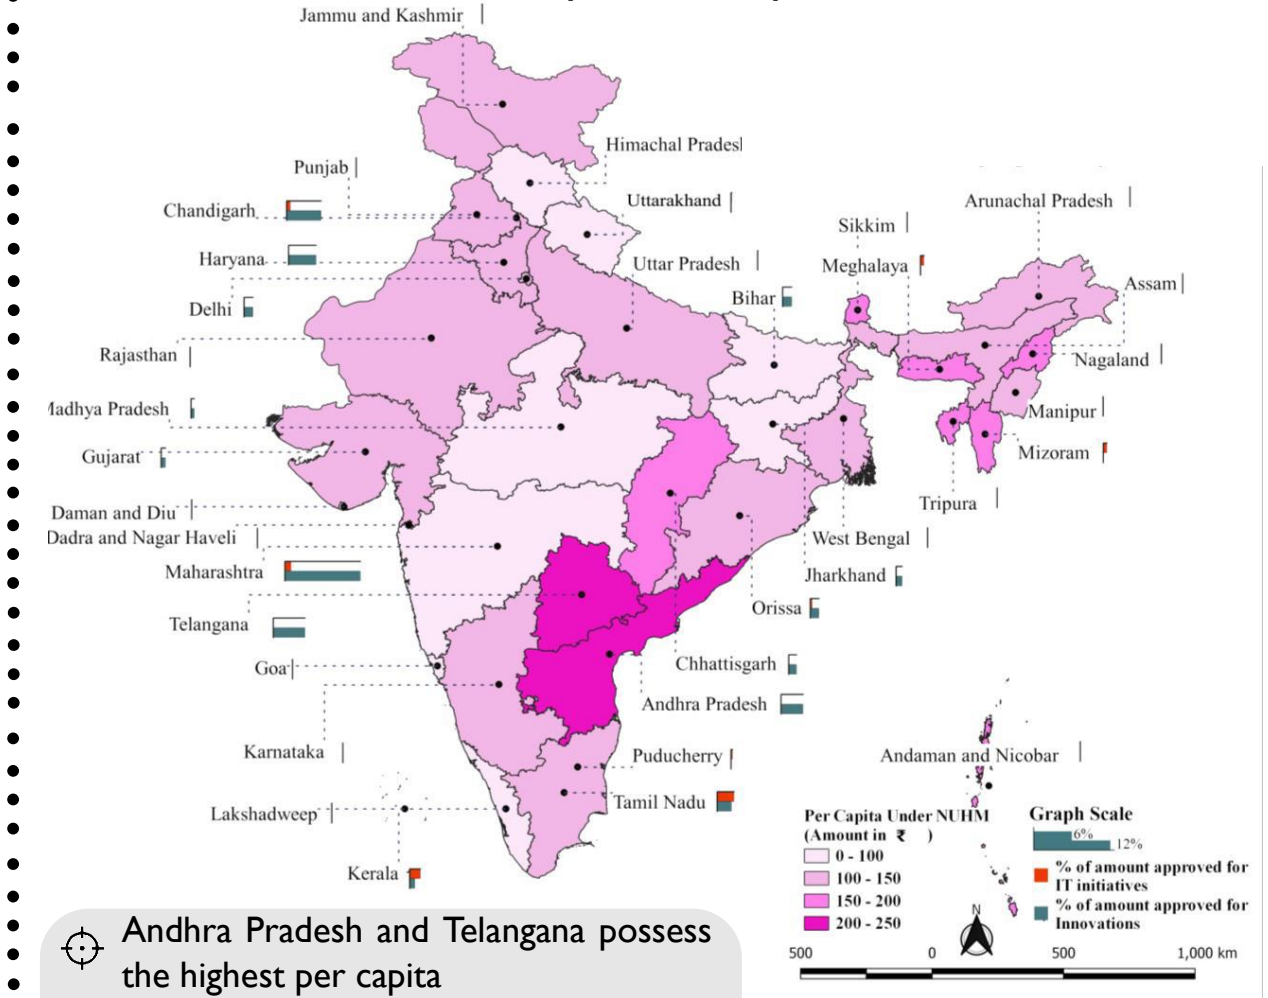 Jammu and Kashmir
Himachal Prades
Punjab
Uttarakhand
Chandigarh
Arunachal Pradesh
Sikkim
Haryana
Uttar Pradesh
Meghalaya
Assam
Bihar
Delhi
Rajasthan
Nagaland
Madhya Pradesh
Manipur
Gujarat
Mizoram
Tripura
Daman and Diu
Dadra and Nagar Haveli
West Bengal
Maharashtra
Jharkhand
Orissa
Telangana
Goa
Chhattisgarh
Andhra Pradesh
Karnataka
Puducherry
Andaman and Nicobar
Tamil Nadu
Lakshadweep
Kerala
Per Capita Under NUHM
(Amount in ₹ )
0 - 100
100 - 150
150 - 200
200 - 250
Graph Scale
6%
12%
% of amount approved for
IT initiatives
% of amount approved for
Innovations
N
500 0 500 1,000 km
Andhra Pradesh and Telangana possess
the highest per capita